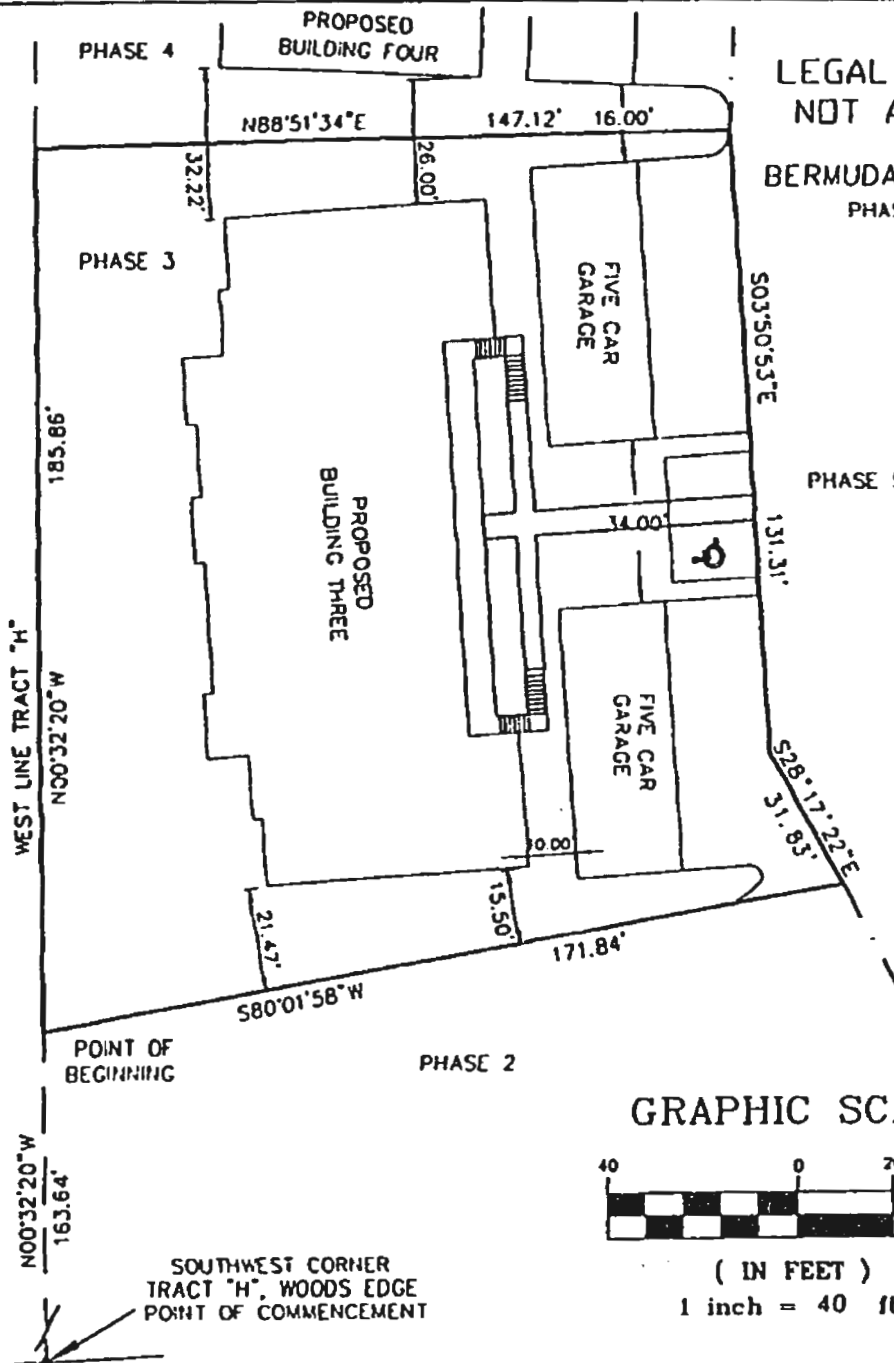 PROPOSED
BUILDING FOUR
PHASE 4
LEGAL
NOT A
N88°51'34"E
147.12'
16.00'
32.22'
26.00'
BERMUDA
PHAS
PHASE 3
FIVE CAR
GARAGE
S03°50'53"E
185.86'
PHASE
PROPOSED
BUILDING THREE
34.00'
131.31'
WEST LINE TRACT "H"
N00°32'20"W
FIVE CAR
GARAGE
S28°17'22"E
31.83'
21.47'
15.50'
171.84'
S80°01'58"W
POINT OF
BEGINNING
PHASE 2
GRAPHIC SCA
40 0
( IN FEET )
1 inch = 40
N00°32'20"W
163.64'
SOUTHWEST CORNER
TRACT "H", WOODS EDGE
POINT OF COMMENCEMENT